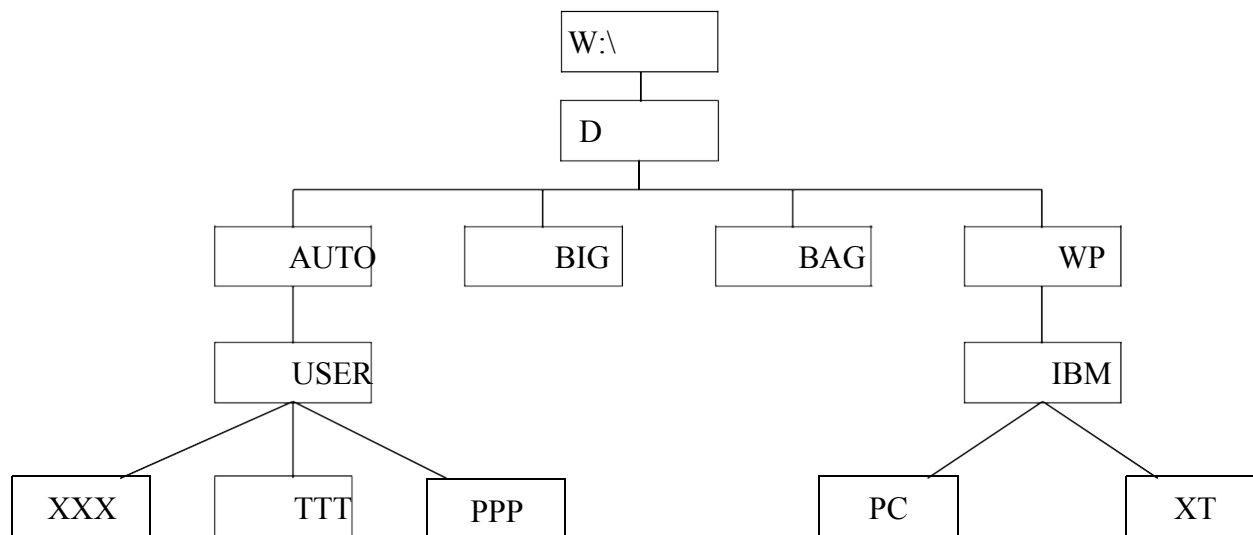 W:\
D
AUTO BIG BAG WP
USER IBM
XXX TTT PPP PC XT